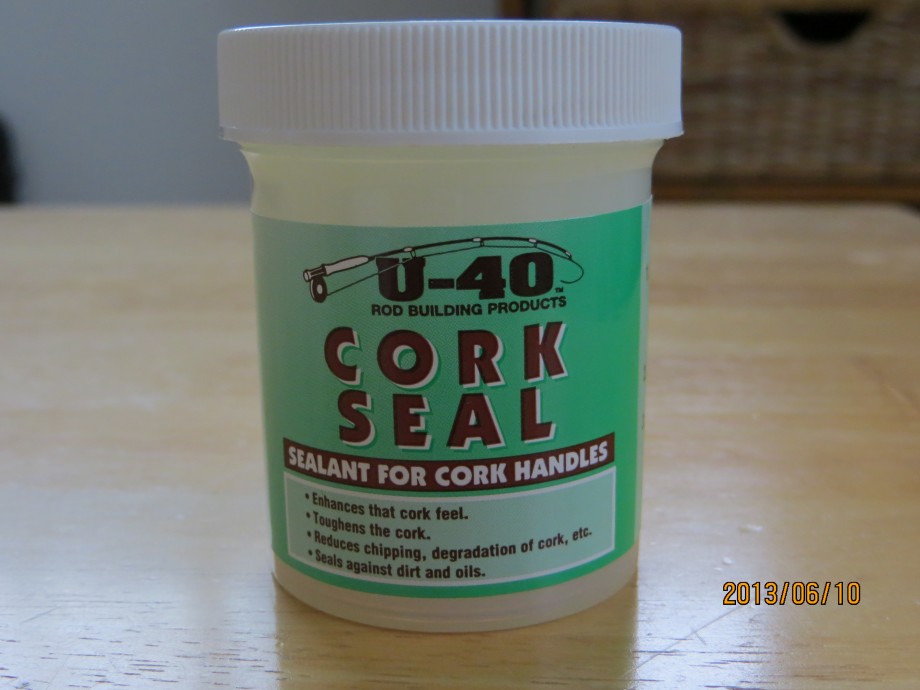 U-40™
ROD BUILDING PRODUCTS
CORK
SEAL
SEALANT FOR CORK HANDLES
• Enhances that cork feel.
• Toughens the cork.
• Reduces chipping, degradation of cork, etc.
• Seals against dirt and oils.
2013/06/10